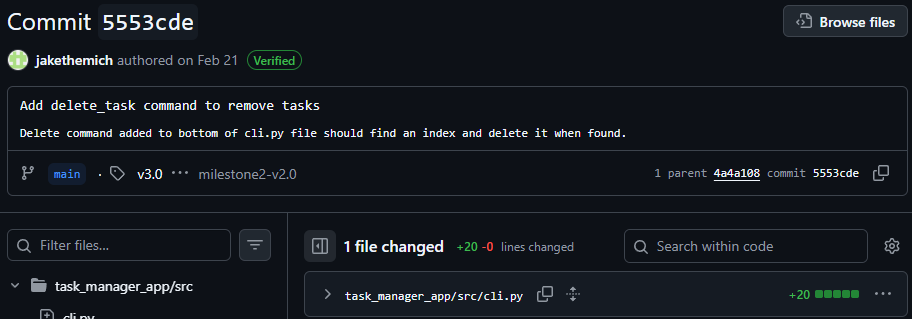 Commit 5553cde
Browse files
jakethemich authored on Feb 21 Verified
Add delete_task command to remove tasks
Delete command added to bottom of cli.py file should find an index and delete it when found.
main · v3.0 ··· milestone2-v2.0
1 parent 4a4a108 commit 5553cde
Filter files...
task_manager_app/src
cli.py
1 file changed +20 -0 lines changed
Search within code
task_manager_app/src/cli.py
+20